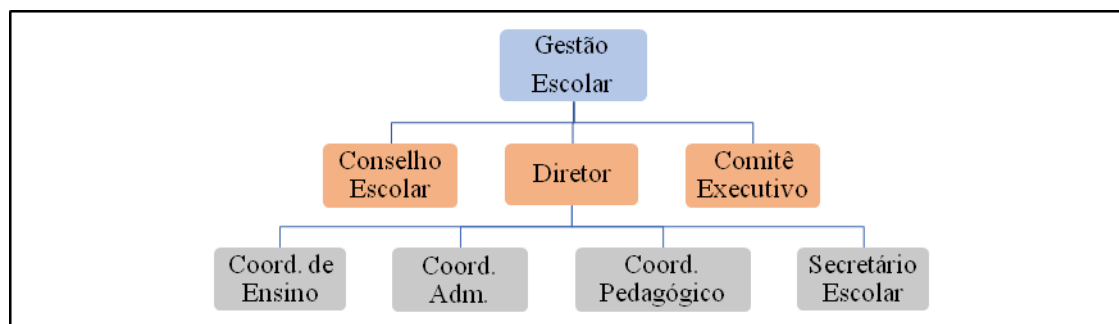 Gestão
Escolar
Conselho
Escolar
Diretor
Comitê
Executivo
Coord. de
Ensino
Coord.
Adm.
Coord.
Pedagógico
Secretário
Escolar